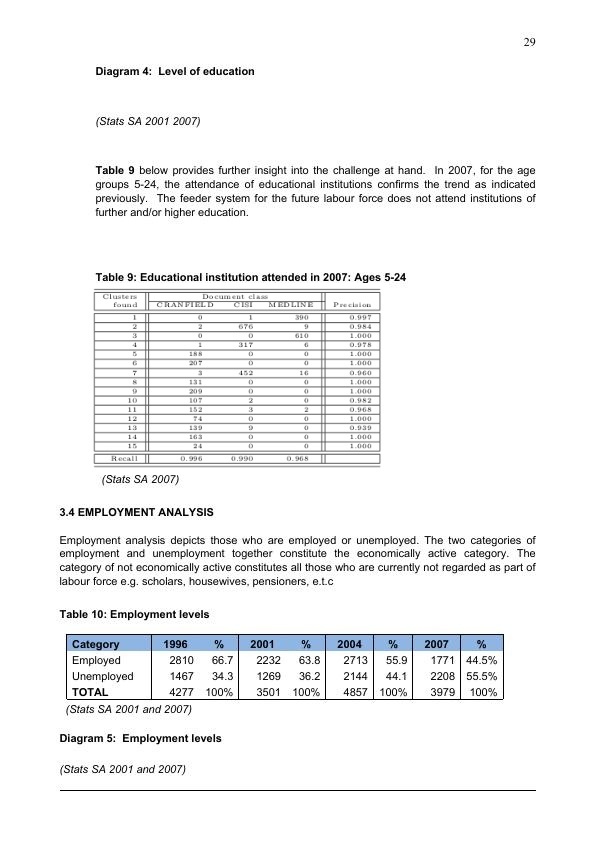 29
Diagram 4: Level of education
(Stats SA 2001 2007)
Table 9 below provides further insight into the challenge at hand. In 2007, for the age
groups 5-24, the attendance of educational institutions confirms the trend as indicated
previously. The feeder system for the future labour force does not attend institutions of
further and/or higher education.
Table 9: Educational institution attended in 2007: Ages 5-24
Clusters Document class
found CRANFIELD CISI MEDLINE Precision
1 0 1 390 0.997
2 2 676 9 0.984
3 0 0 610 1.000
4 1 317 6 0.978
5 188 0 0 1.000
6 207 0 0 1.000
7 3 452 16 0.960
8 131 0 0 1.000
9 209 0 0 1.000
10 107 2 0 0.982
11 152 3 2 0.968
12 74 0 0 1.000
13 139 9 0 0.939
14 163 0 0 1.000
15 24 0 0 1.000
Recall 0.996 0.990 0.968
(Stats SA 2007)
3.4 EMPLOYMENT ANALYSIS
Employment analysis depicts those who are employed or unemployed. The two categories of
employment and unemployment together constitute the economically active category. The
category of not economically active constitutes all those who are currently not regarded as part of
labour force e.g. scholars, housewives, pensioners, e.t.c
Table 10: Employment levels
Category 1996 % 2001 % 2004 % 2007 %
Employed 2810 66.7 2232 63.8 2713 55.9 1771 44.5%
Unemployed 1467 34.3 1269 36.2 2144 44.1 2208 55.5%
TOTAL 4277 100% 3501 100% 4857 100% 3979 100%
(Stats SA 2001 and 2007)
Diagram 5: Employment levels
(Stats SA 2001 and 2007)